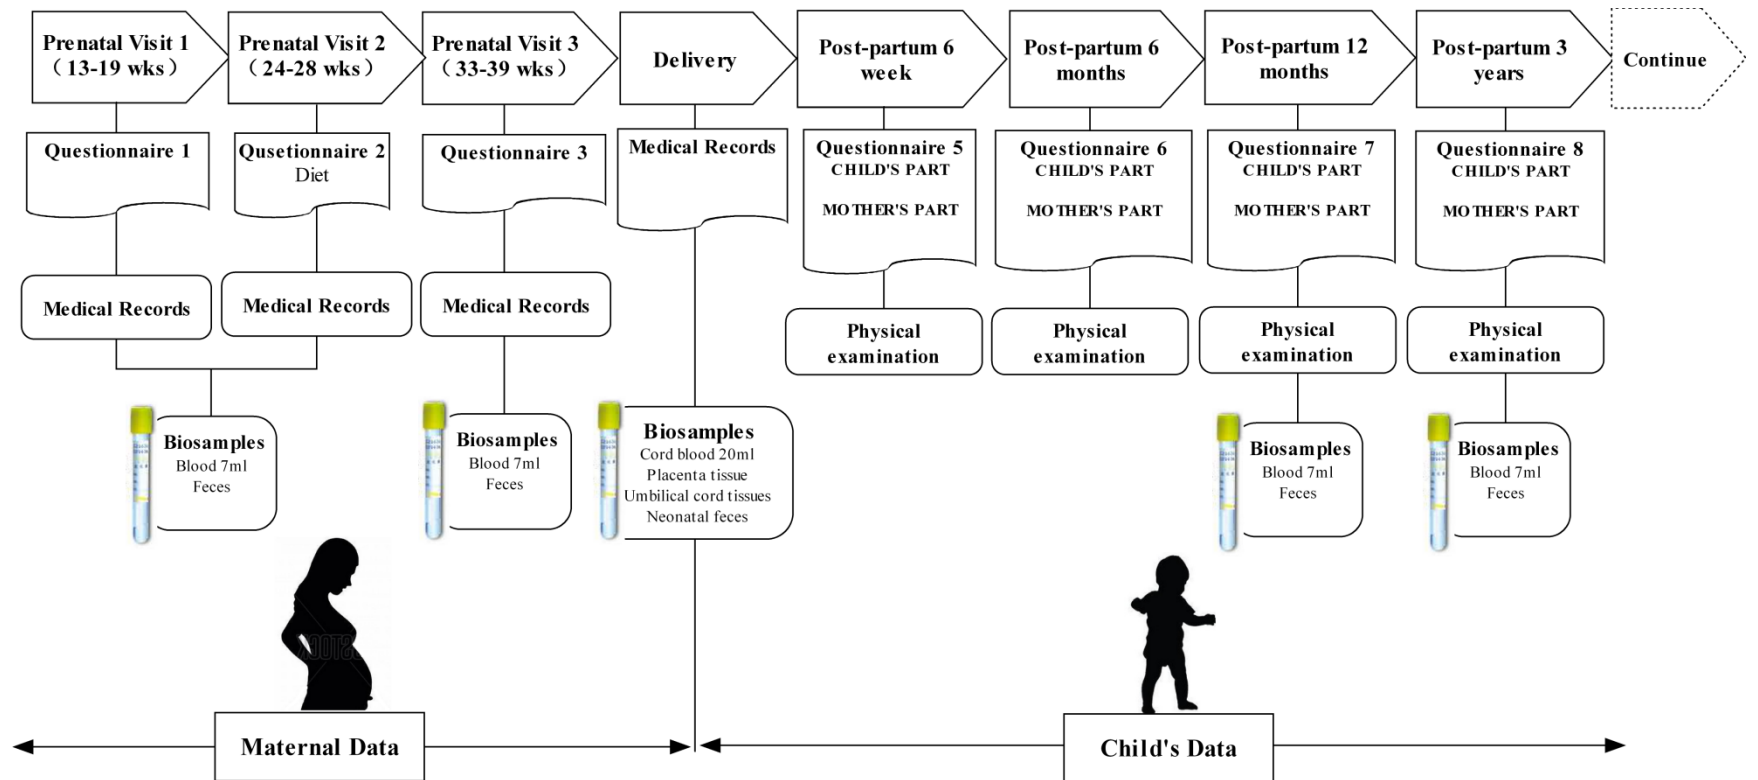 Prenatal Visit 1
（13-19 wks）
Prenatal Visit 2
（24-28 wks）
Prenatal Visit 3
（33-39 wks）
Delivery
Post-partum 6
week
Post-partum 6
months
Post-partum 12
months
Post-partum 3
years
Continue
Questionnaire 1
Qusetionnaire 2
Diet
Questionnaire 3
Medical Records
Questionnaire 5
CHILD'S PART
MOTHER'S PART
Questionnaire 6
CHILD'S PART
MOTHER'S PART
Questionnaire 7
CHILD'S PART
MOTHER'S PART
Questionnaire 8
CHILD'S PART
MOTHER'S PART
Medical Records
Medical Records
Medical Records
Physical
examination
Physical
examination
Physical
examination
Physical
examination
Biosamples
Blood 7ml
Feces
Biosamples
Blood 7ml
Feces
Biosamples
Cord blood 20ml
Placenta tissue
Umbilical cord tissues
Neonatal feces
Biosamples
Blood 7ml
Feces
Biosamples
Blood 7ml
Feces
Maternal Data
Child's Data